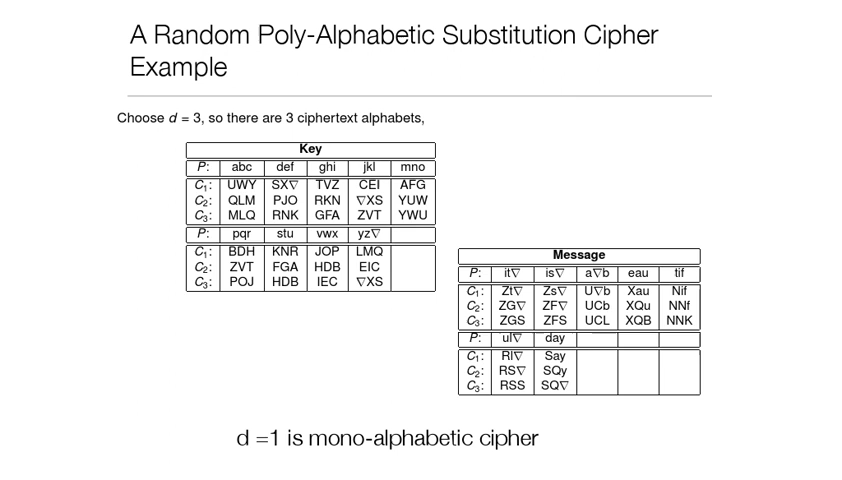 A Random Poly-Alphabetic Substitution Cipher
Example
Choose d = 3, so there are 3 ciphertext alphabets,
Key
P: abc def ghi jkl mno
C₁: UWY SX∇ TVZ CEI AFG
C₂: QLM PJO RKN ∇XS YUW
C₃: MLQ RNK GFA ZVT YWU
P: pqr stu vwx yz∇
C₁: BDH KNR JOP LMQ
C₂: ZVT FGA HDB EIC
C₃: POJ HDB IEC ∇XS
Message
P: it∇ is∇ a∇b eau tif
C₁: Zt∇ Zs∇ U∇b Xau Nif
C₂: ZG∇ ZF∇ UCb XQu NNf
C₃: ZGS ZFS UCL XQB NNK
P: ul∇ day
C₁: Rl∇ Say
C₂: RS∇ SQy
C₃: RSS SQ∇
d =1 is mono-alphabetic cipher